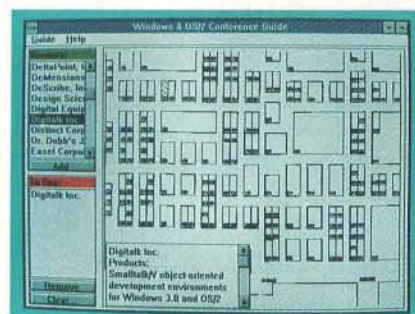 Windows & OS/2 Conference Guide
Guide Help
DeltaPoint, I
DeMensions
DeScribe, In
Design Scien
Digital Equip
Digitalk Inc.
Distinct Corp
Dr. Dobb's J
Easel Corpor
Add
To See:
Digitalk Inc.
Remove
Clear...
Digitalk Inc.
Products:
Smalltalk/V object oriented
development environments
for Windows 3.0 and OS/2